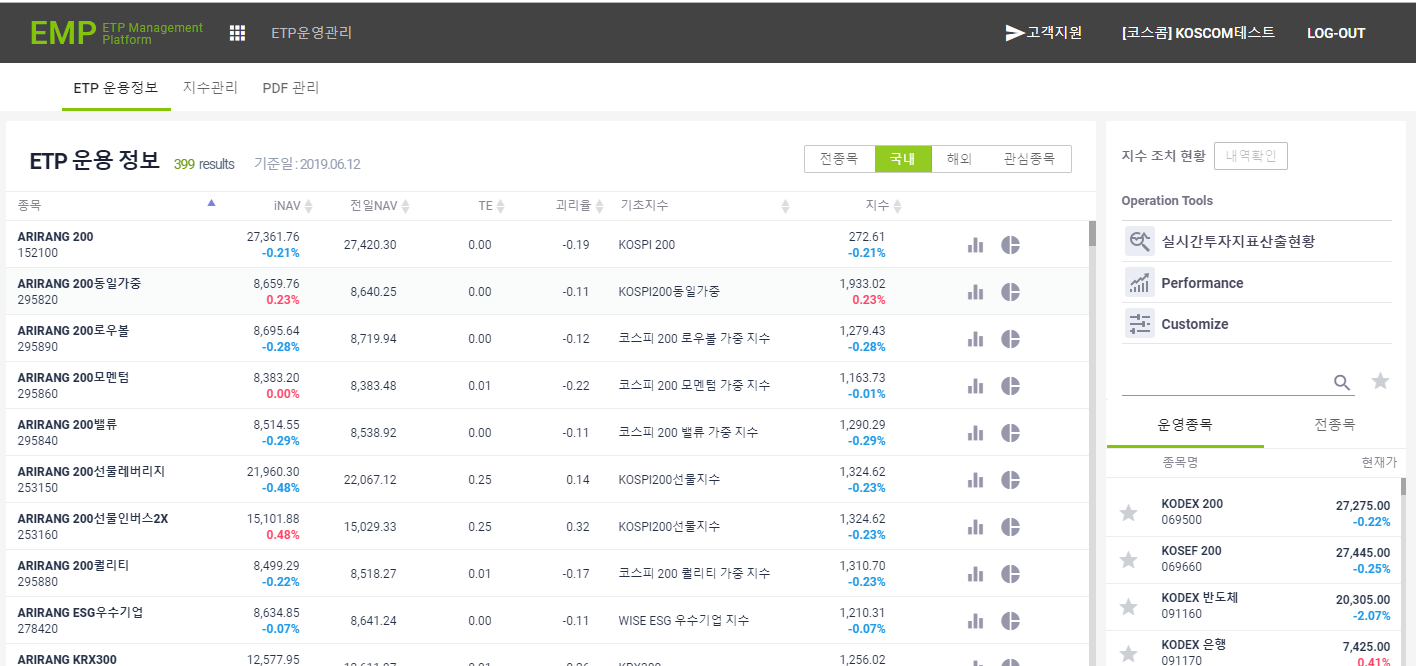 EMP ETP Management Platform
ETP운영관리
고객지원
[코스콤] KOSCOM테스트
LOG-OUT
ETP 운용정보 지수관리 PDF 관리
ETP 운용 정보 399 results 기준일 : 2019.06.12
전종목 국내 해외 관심종목
종목 iNAV 전일NAV TE 괴리율 기초지수 지수
ARIRANG 200 27,361.76 27,420.30 0.00 -0.19 KOSPI 200 272.61
152100 -0.21% -0.21%
ARIRANG 200동일가중 8,659.76 8,640.25 0.00 -0.11 KOSPI200동일가중 1,933.02
295820 0.23% 0.23%
ARIRANG 200로우볼 8,695.64 8,719.94 0.00 -0.12 코스피 200 로우볼 가중 지수 1,279.43
295890 -0.28% -0.28%
ARIRANG 200모멘텀 8,383.20 8,383.48 0.01 -0.22 코스피 200 모멘텀 가중 지수 1,163.73
295860 0.00% -0.01%
ARIRANG 200밸류 8,514.55 8,538.92 0.00 -0.11 코스피 200 밸류 가중 지수 1,290.29
295840 -0.29% -0.29%
ARIRANG 200선물레버리지 21,960.30 22,067.12 0.25 0.14 KOSPI200선물지수 1,324.62
253150 -0.48% -0.23%
ARIRANG 200선물인버스2X 15,101.88 15,029.33 0.25 0.32 KOSPI200선물지수 1,324.62
253160 0.48% -0.23%
ARIRANG 200퀄리티 8,499.29 8,518.27 0.01 -0.17 코스피 200 퀄리티 가중 지수 1,310.70
295880 -0.22% -0.23%
ARIRANG ESG우수기업 8,634.85 8,641.24 0.00 -0.11 WISE ESG 우수기업 지수 1,210.31
278420 -0.07% -0.07%
ARIRANG KRX300 12,577.95 1,256.02
지수 조치 현황 내역확인
Operation Tools
실시간투자지표산출현황
Performance
Customize
운영종목 전종목
종목명 현재가
KODEX 200 27,275.00
069500 -0.22%
KOSEF 200 27,445.00
069660 -0.25%
KODEX 반도체 20,305.00
091160 -2.07%
KODEX 은행 7,425.00
091170 0.41%